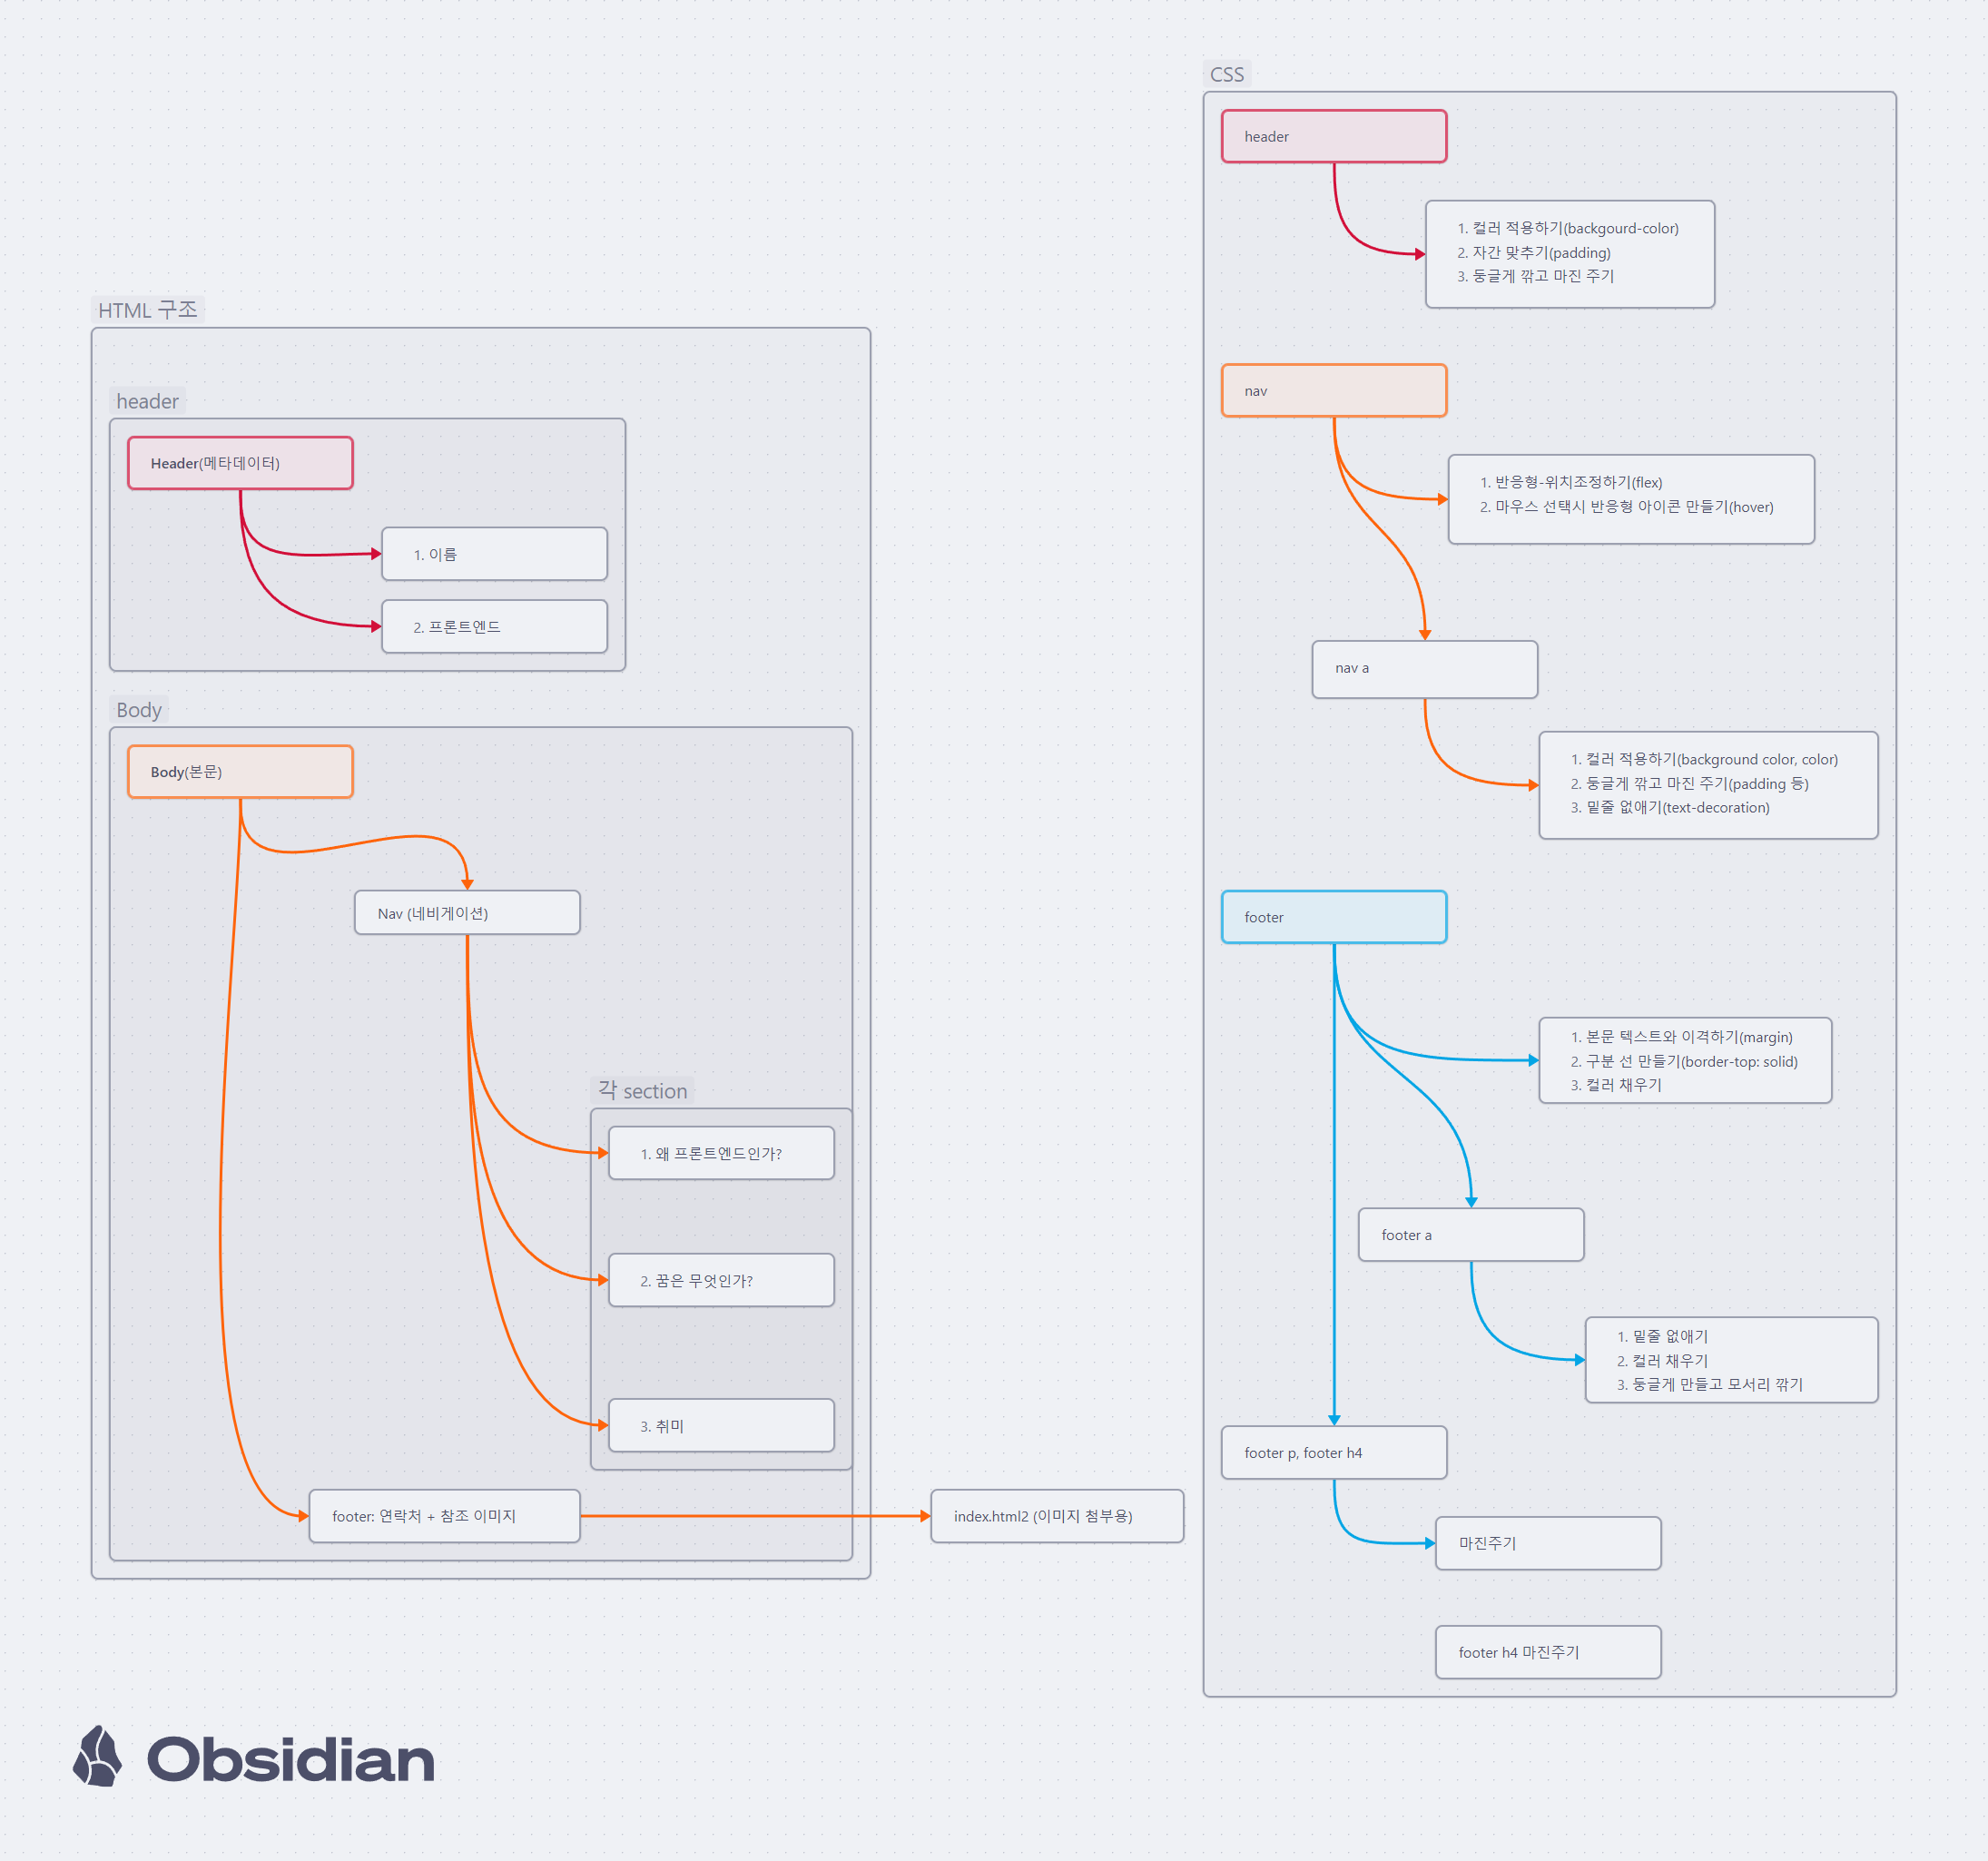 HTML 구조
header
Header(메타데이터)
1. 이름
2. 프론트엔드
Body
Body(본문)
Nav (네비게이션)
각 section
1. 왜 프론트엔드인가?
2. 꿈은 무엇인가?
3. 취미
footer: 연락처 + 참조 이미지
index.html2 (이미지 첨부용)
CSS
header
1. 컬러 적용하기(backgourd-color)
2. 자간 맞추기(padding)
3. 둥글게 깎고 마진 주기
nav
1. 반응형-위치조정하기(flex)
2. 마우스 선택시 반응형 아이콘 만들기(hover)
nav a
1. 컬러 적용하기(background color, color)
2. 둥글게 깎고 마진 주기(padding 등)
3. 밑줄 없애기(text-decoration)
footer
1. 본문 텍스트와 이격하기(margin)
2. 구분 선 만들기(border-top: solid)
3. 컬러 채우기
footer a
1. 밑줄 없애기
2. 컬러 채우기
3. 둥글게 만들고 모서리 깎기
footer p, footer h4
마진주기
footer h4 마진주기
Obsidian